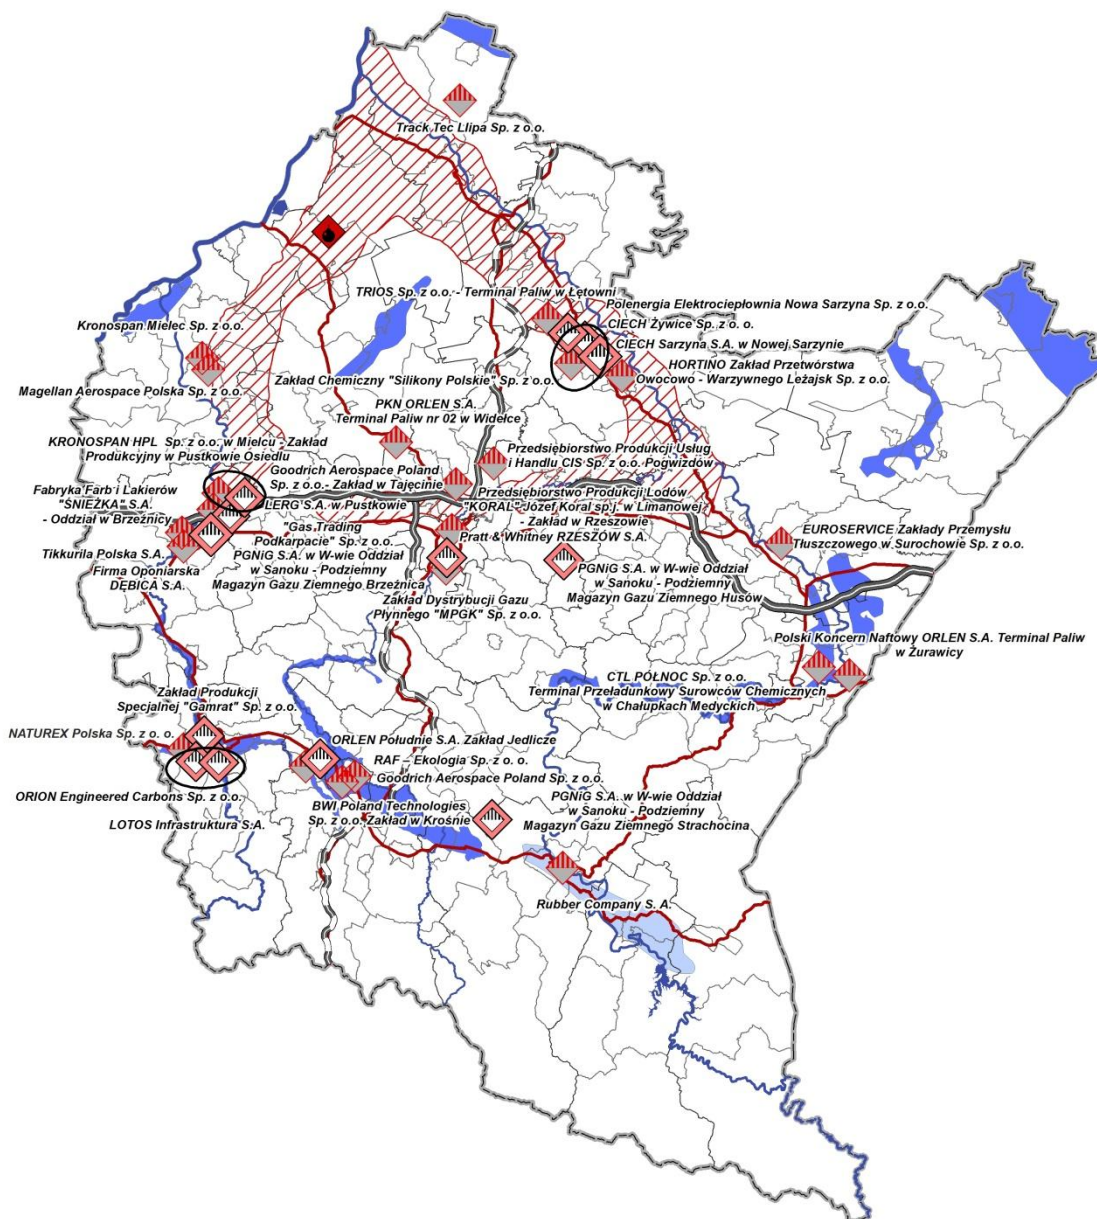 Track Tec Llipa Sp. z o.o.
TRIOS Sp. z o.o. - Terminal Paliw w Łętowni
Polenergia Elektrociepłownia Nowa Sarzyna Sp. z o.o.
Kronospan Mielec Sp. z o.o.
CIECH Żywice Sp. z o. o.
CIECH Sarzyna S.A. w Nowej Sarzynie
HORTINO Zakład Przetwórstwa
Owocowo - Warzywnego Leżajsk Sp. z o.o.
Zakład Chemiczny "Silikony Polskie" Sp. z o.o.
Magellan Aerospace Polska Sp. z o.o.
PKN ORLEN S.A.
Terminal Paliw nr 02 w Widełce
KRONOSPAN HPL Sp. z o.o. w Mielcu - Zakład
Produkcyjny w Pustkowie Osiedlu
Przedsiębiorstwo Produkcji Usług
i Handlu CIS Sp. z o.o. Pogwizdów
Goodrich Aerospace Poland
Sp. z o.o.- Zakład w Tajęcinie
Fabryka Farb i Lakierów
"ŚNIEŻKA" S.A.
- Oddział w Brzeźnicy
LERG S.A. w Pustkowie
Przedsiębiorstwo Produkcji Lodów
"KORAL" Józef Koral sp.j. w Limanowej
- Zakład w Rzeszowie
"Gas Trading
Podkarpacie" Sp. z o.o.
Pratt & Whitney RZESZÓW S.A.
EUROSERVICE Zakłady Przemysłu
Tłuszczowego w Surochowie Sp. z o.o.
Tikkurila Polska S.A.
Firma Oponiarska
DĘBICA S.A.
PGNiG S.A. w W-wie Oddział
w Sanoku - Podziemny
Magazyn Gazu Ziemnego Brzeźnica
PGNiG S.A. w W-wie Oddział
w Sanoku - Podziemny
Magazyn Gazu Ziemnego Husów
Zakład Dystrybucji Gazu
Płynnego "MPGK" Sp. z o.o.
Polski Koncern Naftowy ORLEN S.A. Terminal Paliw
w Żurawicy
CTL PÓŁNOC Sp. z o.o.
Terminal Przeładunkowy Surowców Chemicznych
w Chałupkach Medyckich
Zakład Produkcji
Specjalnej "Gamrat" Sp. z o.o.
NATUREX Polska Sp. z o. o.
ORLEN Południe S.A. Zakład Jedlicze
RAF – Ekologia Sp. z o. o.
Goodrich Aerospace Poland Sp. z o.o.
ORION Engineered Carbons Sp. z o.o.
BWI Poland Technologies
Sp. z o.o. Zakład w Krośnie
LOTOS Infrastruktura S.A.
PGNiG S.A. w W-wie Oddział
w Sanoku - Podziemny
Magazyn Gazu Ziemnego Strachocina
Rubber Company S. A.